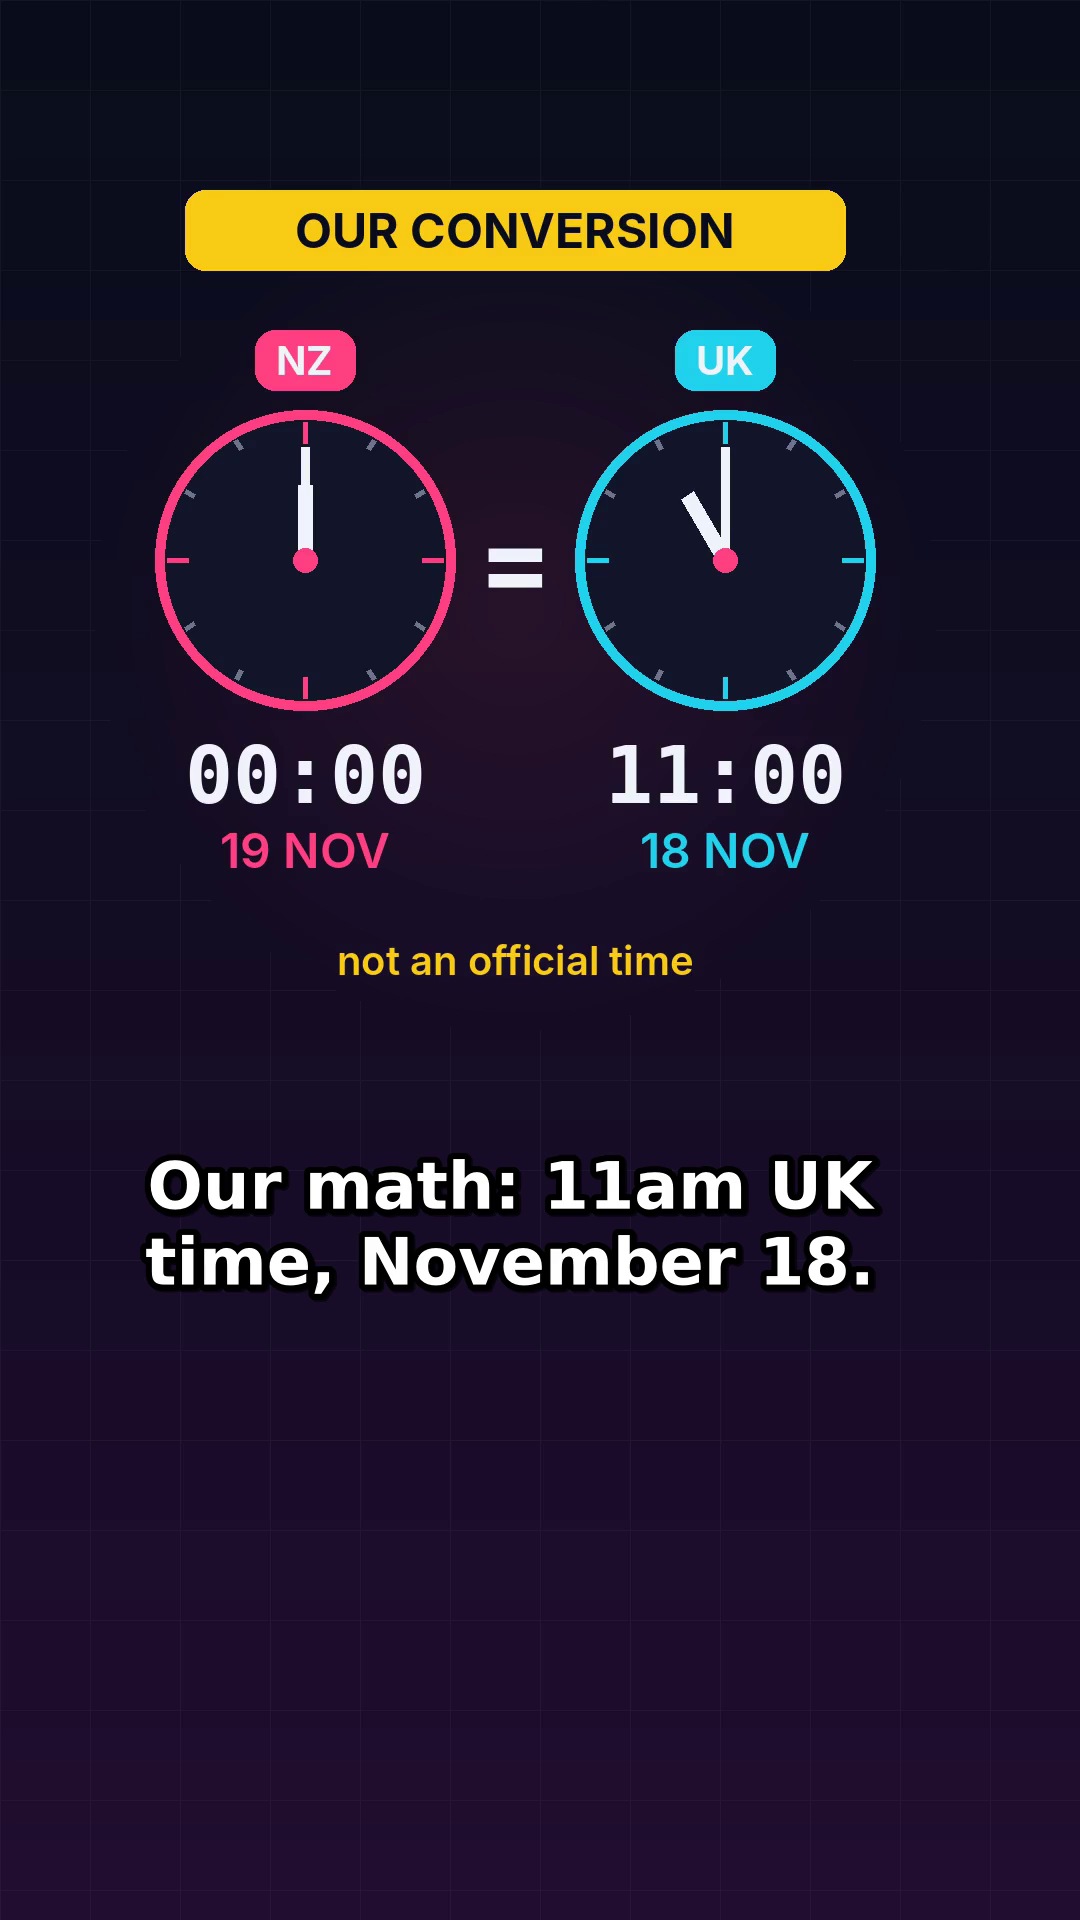 OUR CONVERSION
NZ
UK
=
00:00
11:00
19 NOV
18 NOV
not an official time
Our math: 11am UK
time, November 18.